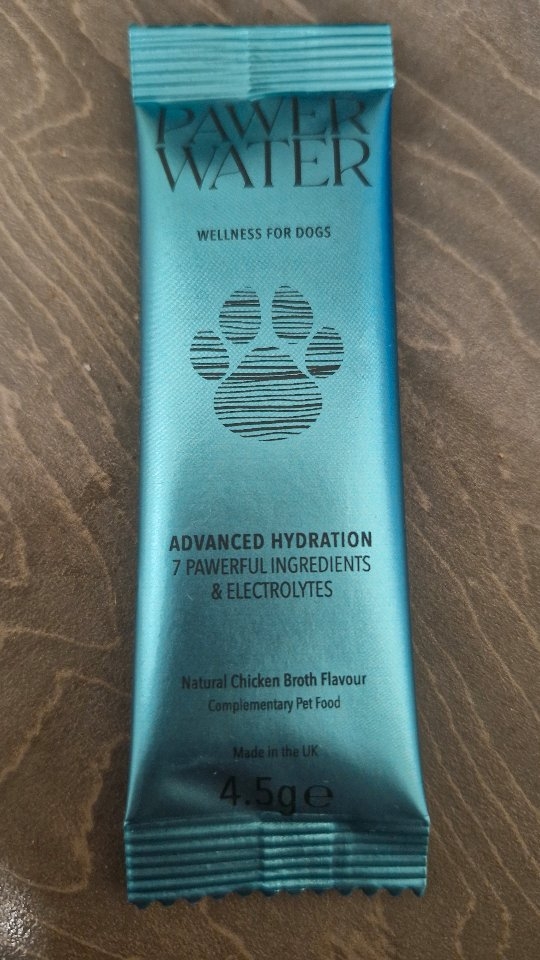 PAWER
WATER
WELLNESS FOR DOGS
ADVANCED HYDRATION
7 PAWERFUL INGREDIENTS
& ELECTROLYTES
Natural Chicken Broth Flavour
Complementary Pet Food
Made in the UK
4.5g℮